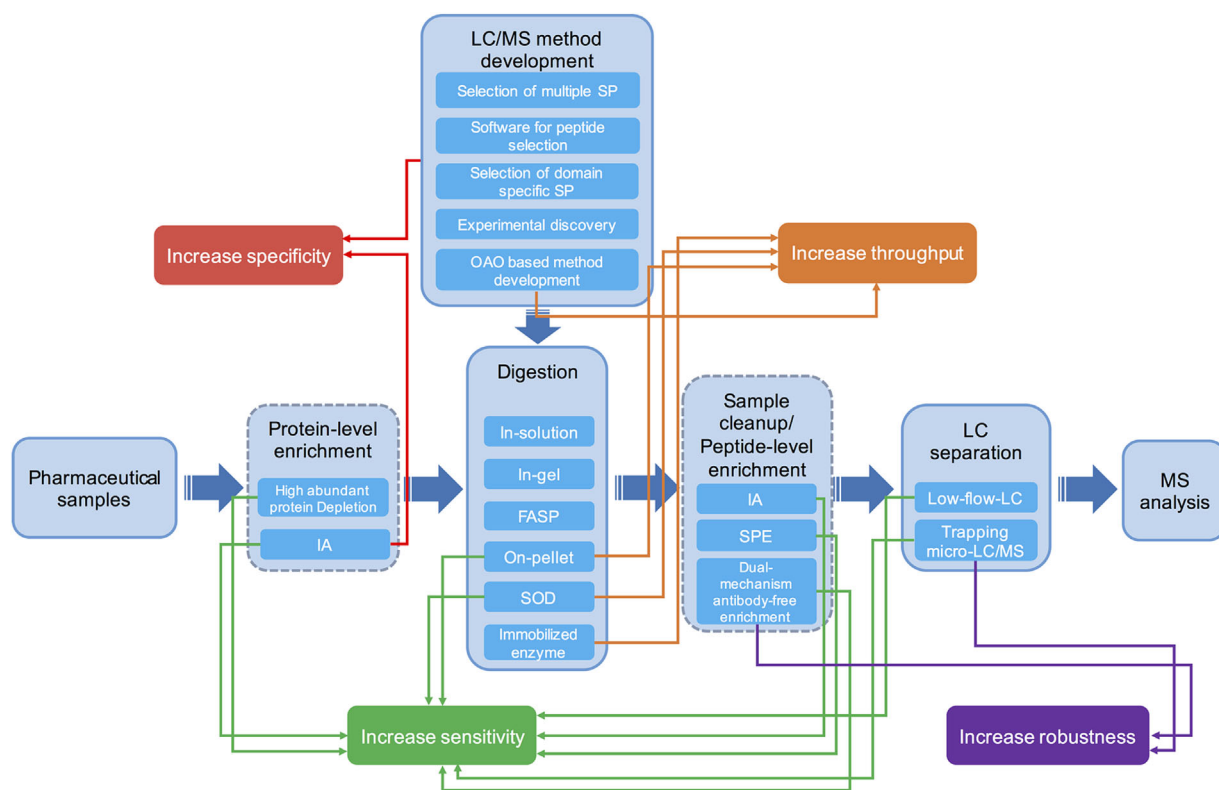 LC/MS method
development
Selection of multiple SP
Software for peptide
selection
Selection of domain
specific SP
Experimental discovery
OAO based method
development
Increase specificity
Increase throughput
Pharmaceutical
samples
Protein-level
enrichment
High abundant
protein Depletion
IA
Digestion
In-solution
In-gel
FASP
On-pellet
SOD
Immobilized
enzyme
Sample
cleanup/
Peptide-level
enrichment
IA
SPE
Dual-
mechanism
antibody-free
enrichment
LC
separation
Low-flow-LC
Trapping
micro-LC/MS
MS
analysis
Increase sensitivity
Increase robustness